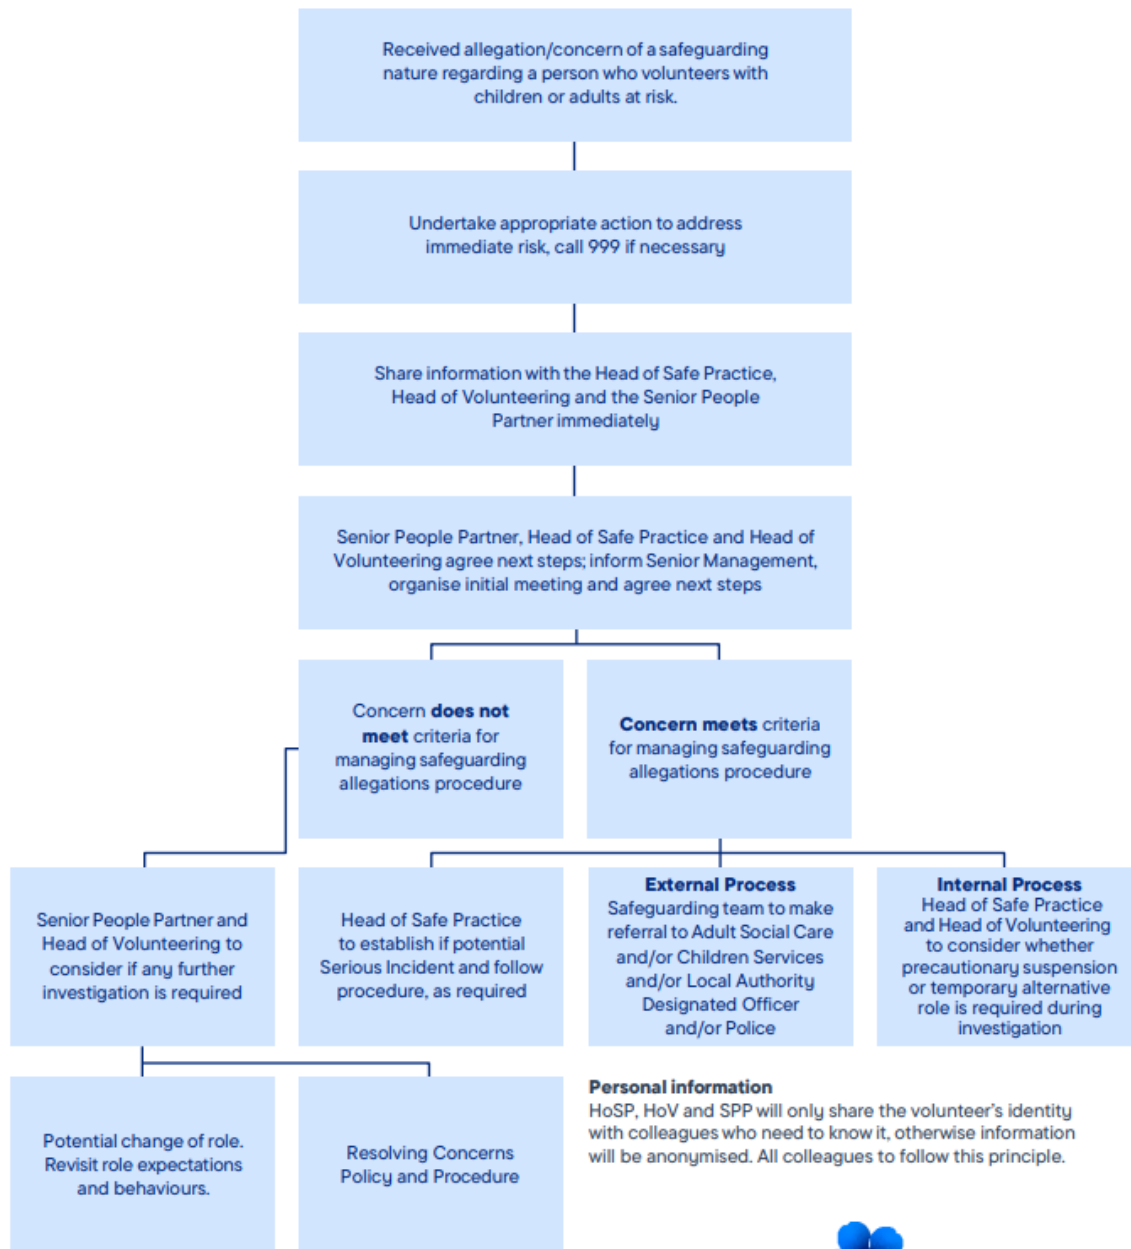 Received allegation/concern of a safeguarding
nature regarding a person who volunteers with
children or adults at risk.
Undertake appropriate action to address
immediate risk, call 999 if necessary
Share information with the Head of Safe Practice,
Head of Volunteering and the Senior People
Partner immediately
Senior People Partner, Head of Safe Practice and Head of
Volunteering agree next steps; inform Senior Management,
organise initial meeting and agree next steps
Concern does not
meet criteria for
managing safeguarding
allegations procedure
Concern meets criteria
for managing safeguarding
allegations procedure
Senior People Partner and
Head of Volunteering to
consider if any further
investigation is required
Head of Safe Practice
to establish if potential
Serious Incident and follow
procedure, as required
External Process
Safeguarding team to make
referral to Adult Social Care
and/or Children Services
and/or Local Authority
Designated Officer
and/or Police
Internal Process
Head of Safe Practice
and Head of Volunteering
to consider whether
precautionary suspension
or temporary alternative
role is required during
investigation
Potential change of role.
Revisit role expectations
and behaviours.
Resolving Concerns
Policy and Procedure
Personal information
HoSP, HoV and SPP will only share the volunteer's identity
with colleagues who need to know it, otherwise information
will be anonymised. All colleagues to follow this principle.